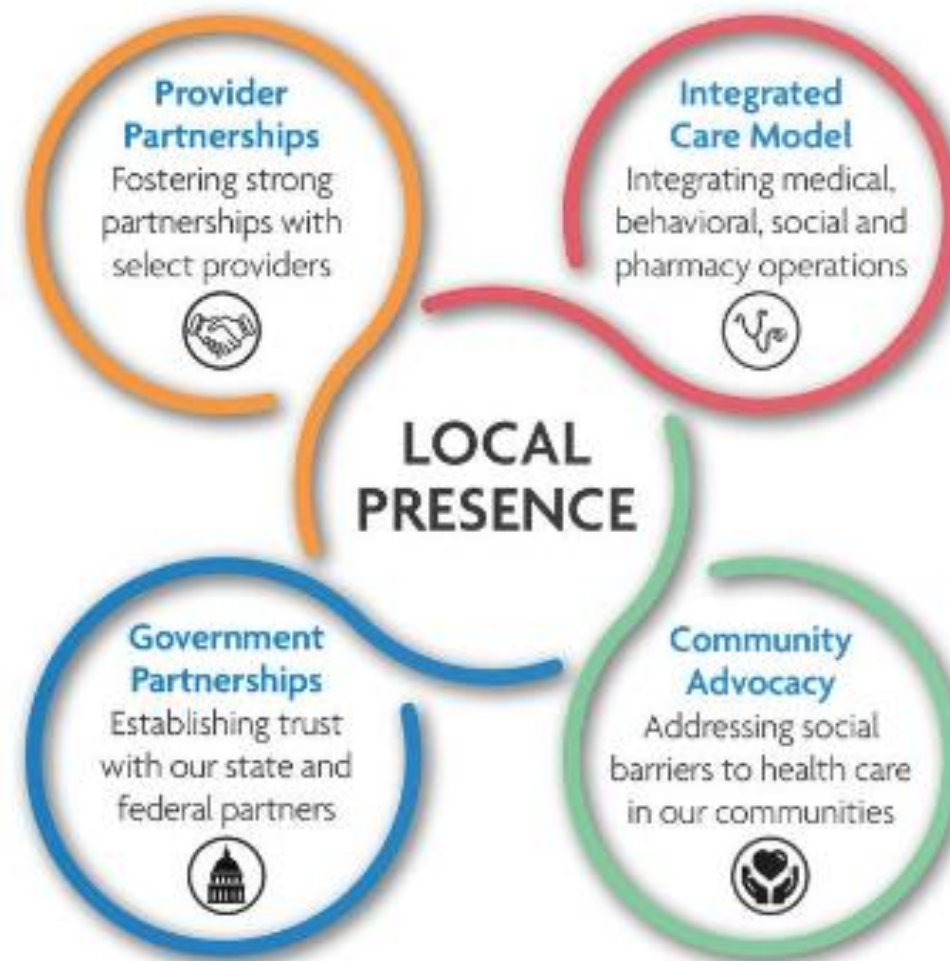 Provider
Partnerships
Fostering strong
partnerships with
select providers
Integrated
Care Model
Integrating medical,
behavioral, social and
pharmacy operations
LOCAL
PRESENCE
Government
Partnerships
Establishing trust
with our state and
federal partners
Community
Advocacy
Addressing social
barriers to health care
in our communities